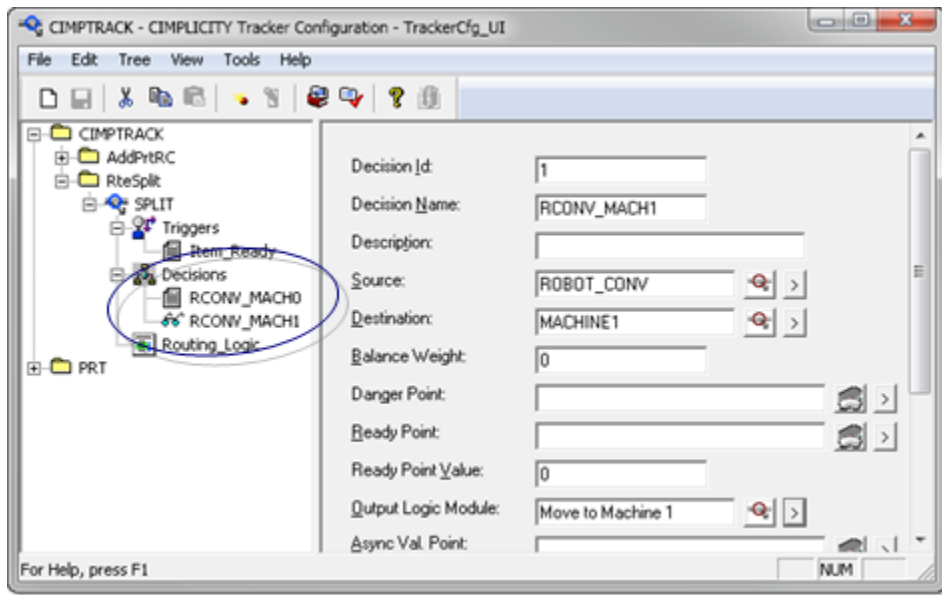 CIMPTRACK - CIMPLICITY Tracker Configuration - TrackerCfg_UI
File Edit Tree View Tools Help
CIMPTRACK
AddPrtRC
RteSplit
SPLIT
Triggers
Item_Ready
Decisions
RCONV_MACH0
RCONV_MACH1
Routing_Logic
PRT
Decision Id: 1
Decision Name: RCONV_MACH1
Description:
Source: ROBOT_CONV >
Destination: MACHINE1 >
Balance Weight: 0
Danger Point: >
Ready Point: >
Ready Point Value: 0
Output Logic Module: Move to Machine 1 >
Async Val. Point:
For Help, press F1 NUM